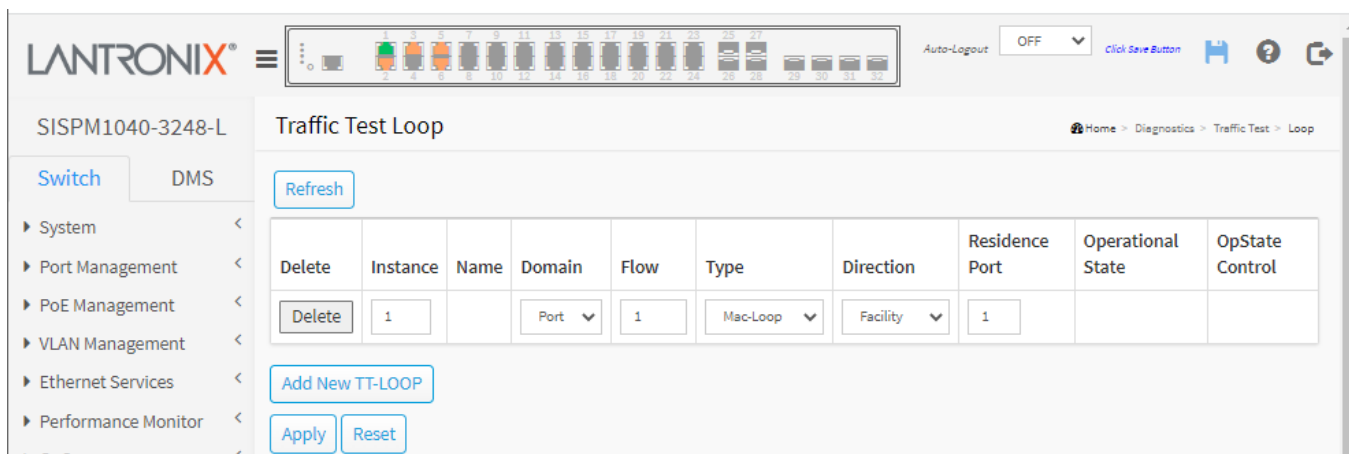 1 3 5 7 9 11 13 15 17 19 21 23 25 27
LANTRONIX®
Auto-Logout OFF Click Save Button
2 4 6 8 10 12 14 16 18 20 22 24 26 28 29 30 31 32
SISPM1040-3248-L
Traffic Test Loop
Home > Diagnostics > Traffic Test > Loop
Switch DMS
Refresh
System
Port Management
PoE Management
VLAN Management
Ethernet Services
Performance Monitor
Delete Instance Name Domain Flow Type Direction Residence Port Operational State OpState Control
Delete 1 Port 1 Mac-Loop Facility 1
Add New TT-LOOP
Apply Reset